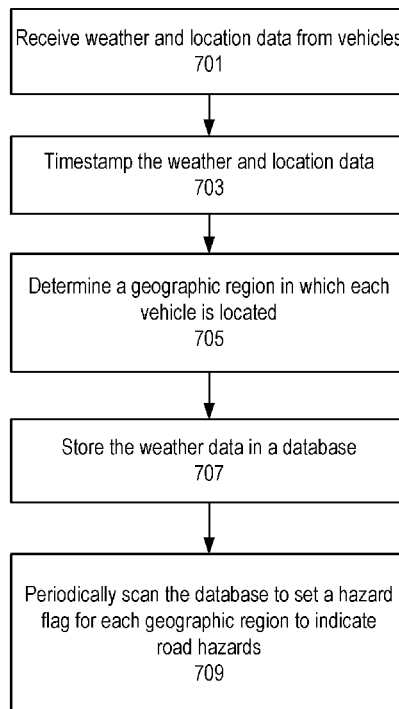 Receive weather and location data from vehicles
701
Timestamp the weather and location data
703
Determine a geographic region in which each
vehicle is located
705
Store the weather data in a database
707
Periodically scan the database to set a hazard
flag for each geographic region to indicate
road hazards
709